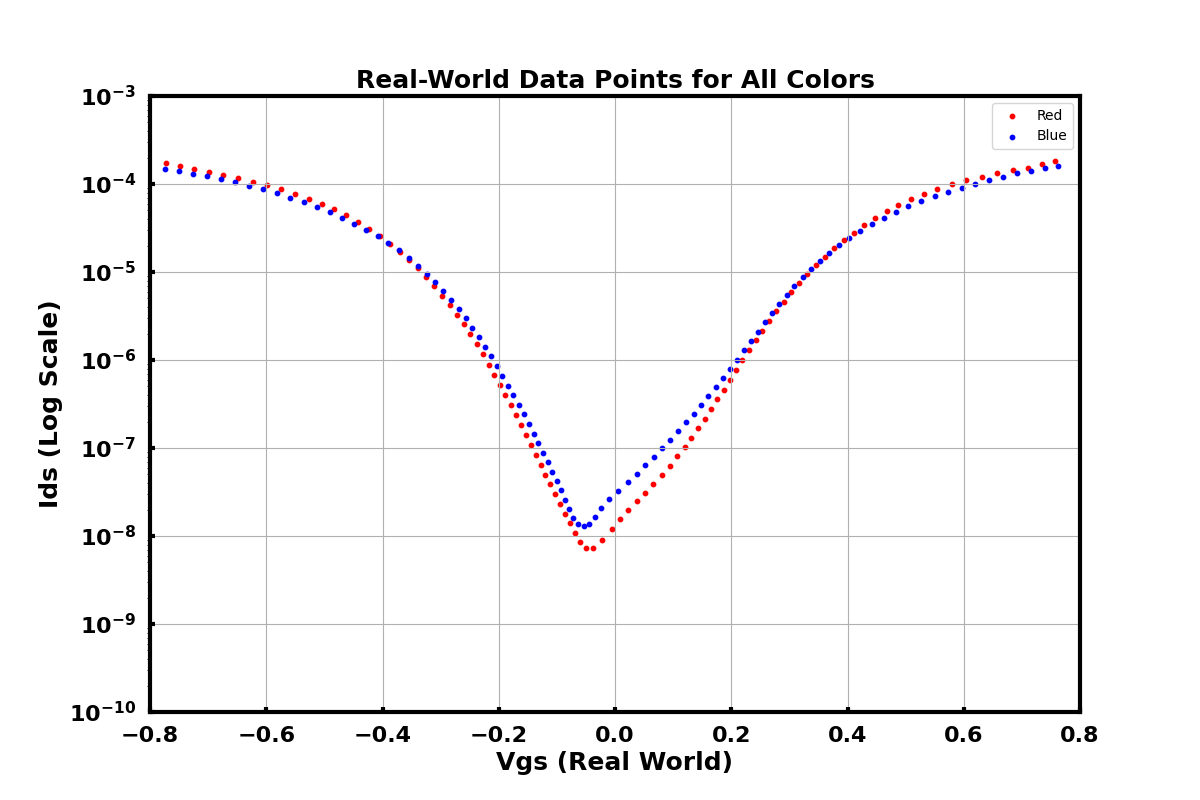 Real-World Data Points for All Colors
Red
Blue
10⁻³
10⁻⁴
10⁻⁵
10⁻⁶
10⁻⁷
10⁻⁸
10⁻⁹
10⁻¹⁰
Ids (Log Scale)
−0.8 −0.6 −0.4 −0.2 0.0 0.2 0.4 0.6 0.8
Vgs (Real World)